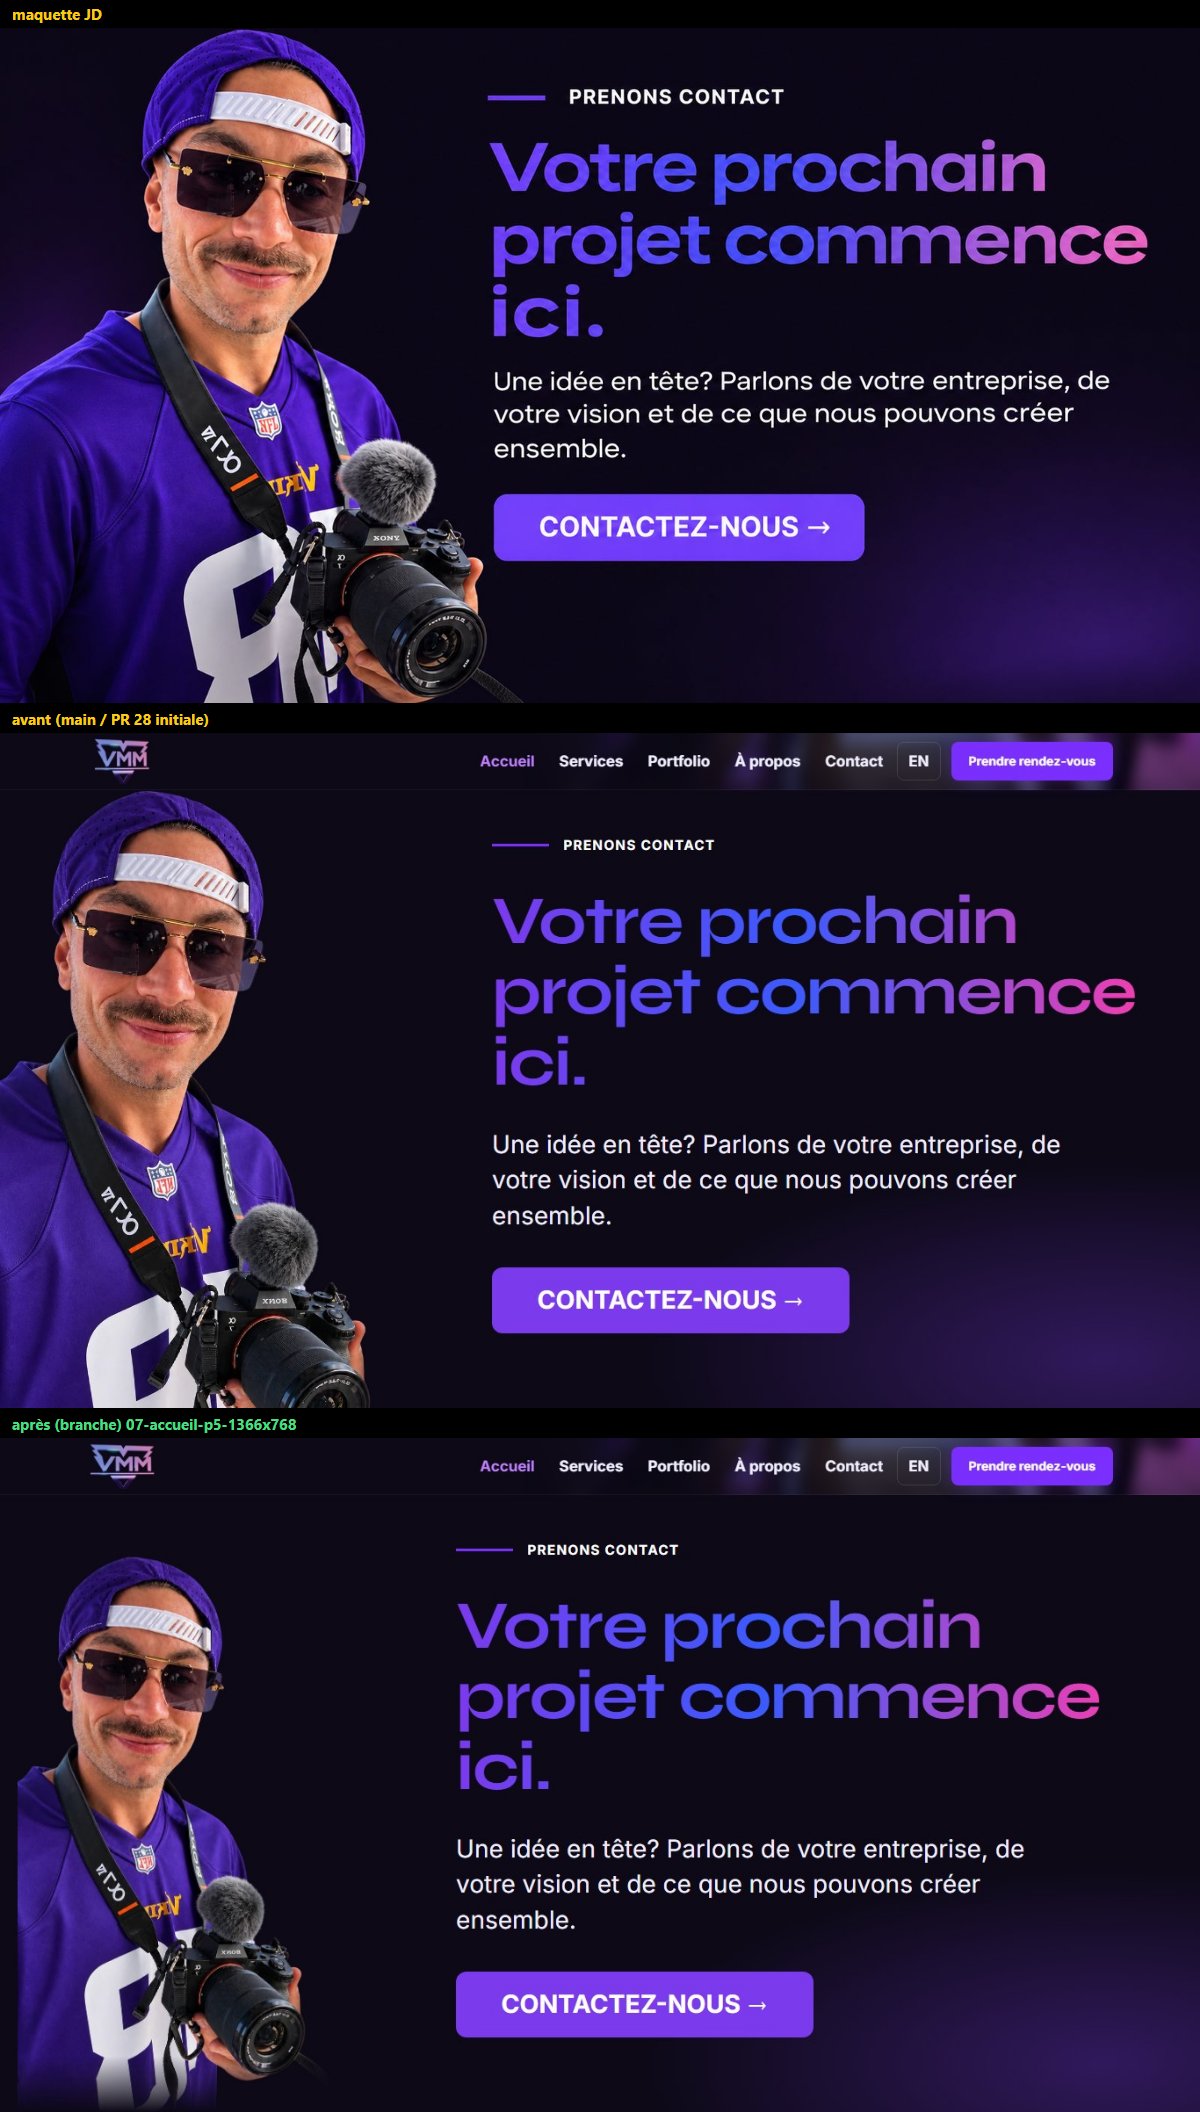 maquette JD
PRENONS CONTACT
Votre prochain
projet commence
ici.
Une idée en tête? Parlons de votre entreprise, de
votre vision et de ce que nous pouvons créer
ensemble.
CONTACTEZ-NOUS →
SONY
avant (main / PR 28 initiale)
VMM
Accueil Services Portfolio À propos Contact EN Prendre rendez-vous
PRENONS CONTACT
Votre prochain
projet commence
ici.
Une idée en tête? Parlons de votre entreprise, de
votre vision et de ce que nous pouvons créer
ensemble.
CONTACTEZ-NOUS →
après (branche) 07-accueil-p5-1366x768
VMM
Accueil Services Portfolio À propos Contact EN Prendre rendez-vous
PRENONS CONTACT
Votre prochain
projet commence
ici.
Une idée en tête? Parlons de votre entreprise, de
votre vision et de ce que nous pouvons créer
ensemble.
CONTACTEZ-NOUS →